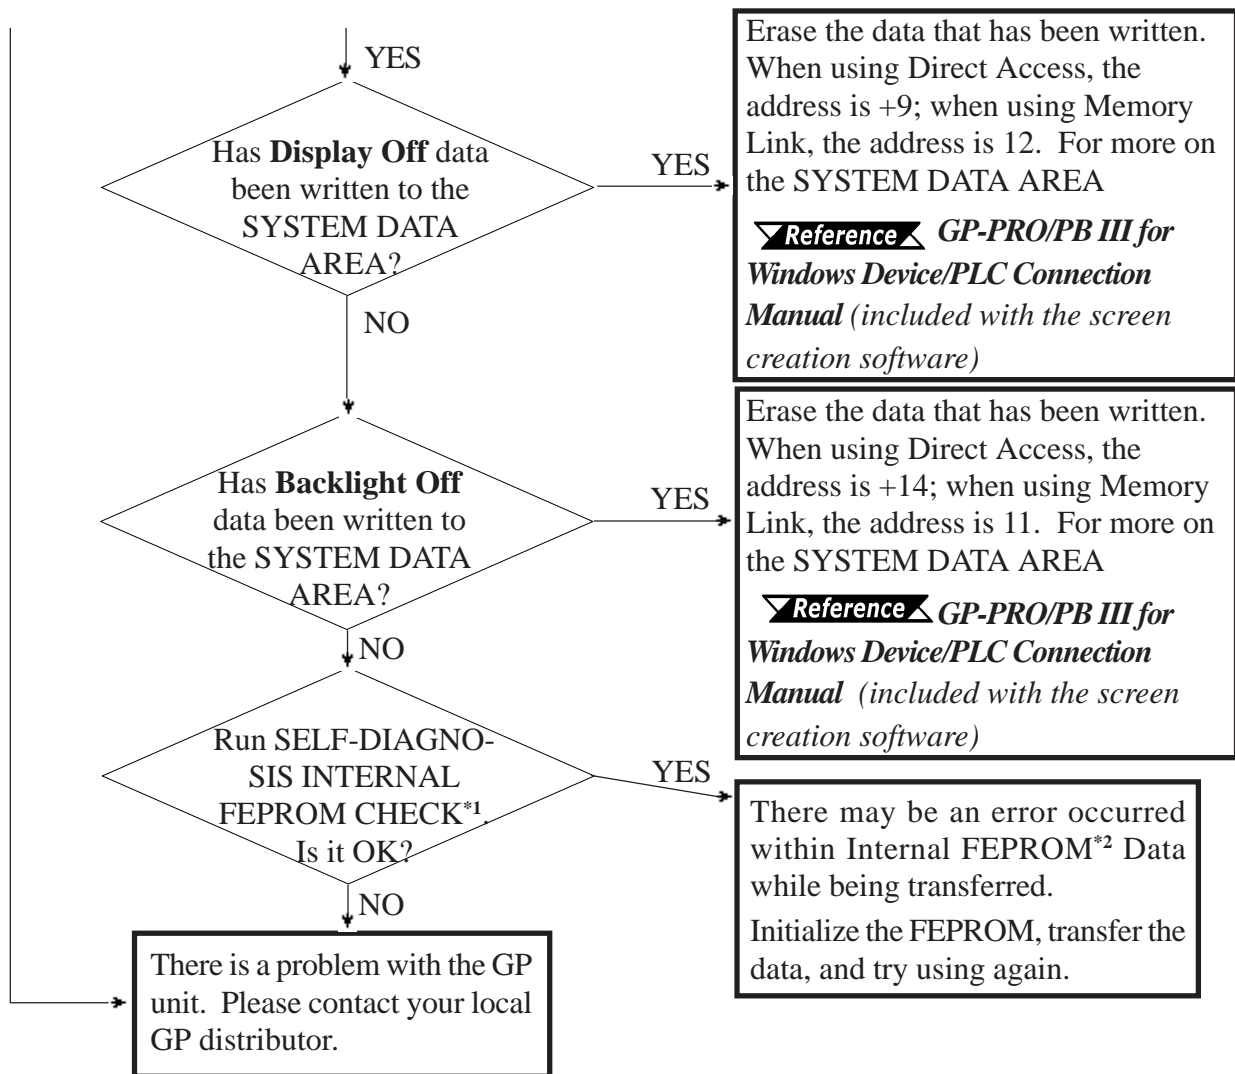 YES
Has Display Off data
been written to the
SYSTEM DATA
AREA?
YES
Erase the data that has been written.
When using Direct Access, the
address is +9; when using Memory
Link, the address is 12. For more on
the SYSTEM DATA AREA
Reference GP-PRO/PB III for
Windows Device/PLC Connection
Manual (included with the screen
creation software)
NO
Has Backlight Off
data been written to
the SYSTEM DATA
AREA?
YES
Erase the data that has been written.
When using Direct Access, the
address is +14; when using Memory
Link, the address is 11. For more on
the SYSTEM DATA AREA
Reference GP-PRO/PB III for
Windows Device/PLC Connection
Manual (included with the screen
creation software)
NO
Run SELF-DIAGNO-
SIS INTERNAL
FEPROM CHECK*1.
Is it OK?
YES
There may be an error occurred
within Internal FEPROM*2 Data
while being transferred.
Initialize the FEPROM, transfer the
data, and try using again.
NO
There is a problem with the GP
unit. Please contact your local
GP distributor.